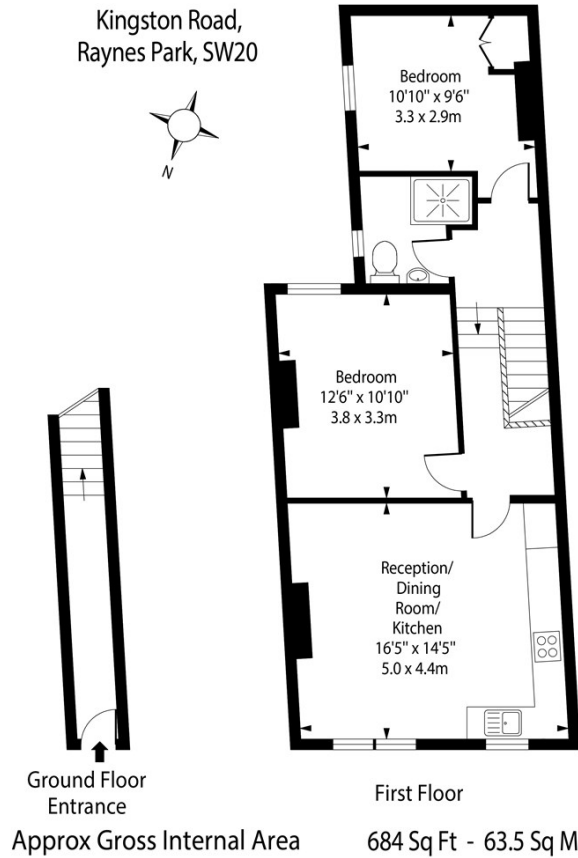 Kingston Road,
Raynes Park, SW20
N
Bedroom
10'10" x 9'6"
3.3 x 2.9m
Bedroom
12'6" x 10'10"
3.8 x 3.3m
Reception/
Dining
Room/
Kitchen
16'5" x 14'5"
5.0 x 4.4m
Ground Floor
Entrance
First Floor
Approx Gross Internal Area 684 Sq Ft - 63.5 Sq M